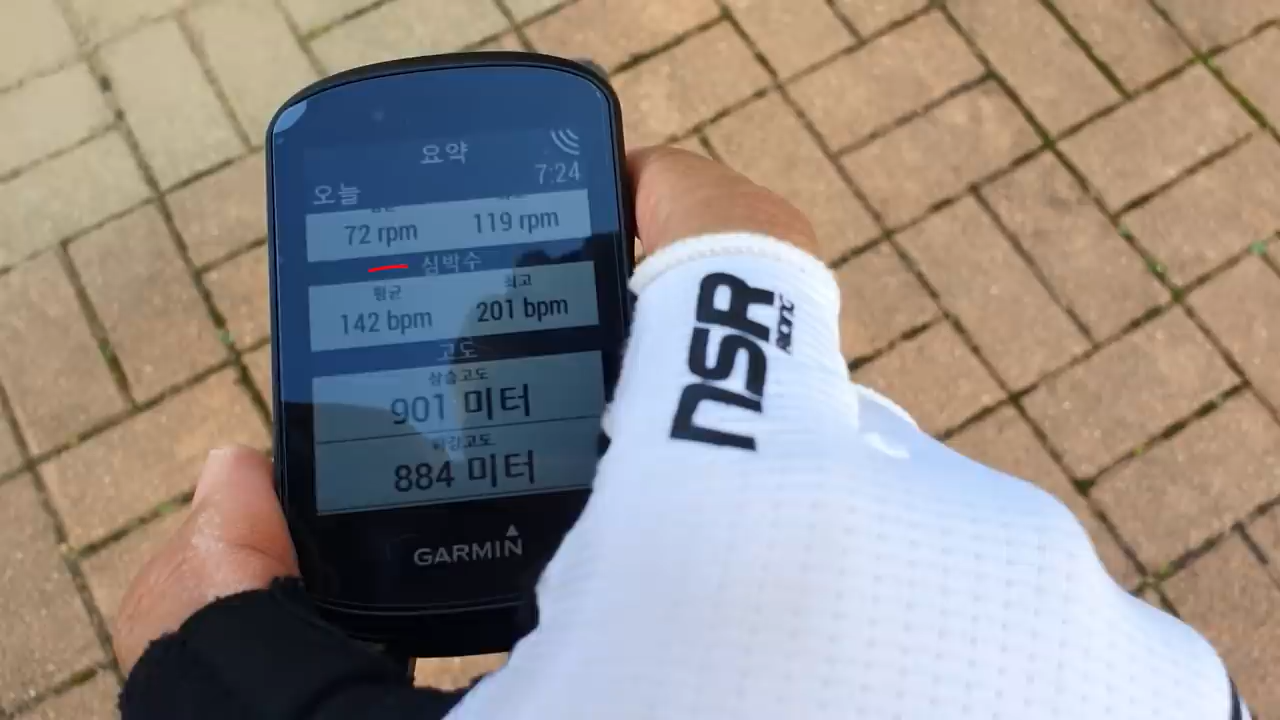 요약
7:24
오늘
72 rpm 119 rpm
심박수
평균 최고
142 bpm 201 bpm
고도
상승고도
901 미터
하강고도
884 미터
GARMIN
NSR
RIDING